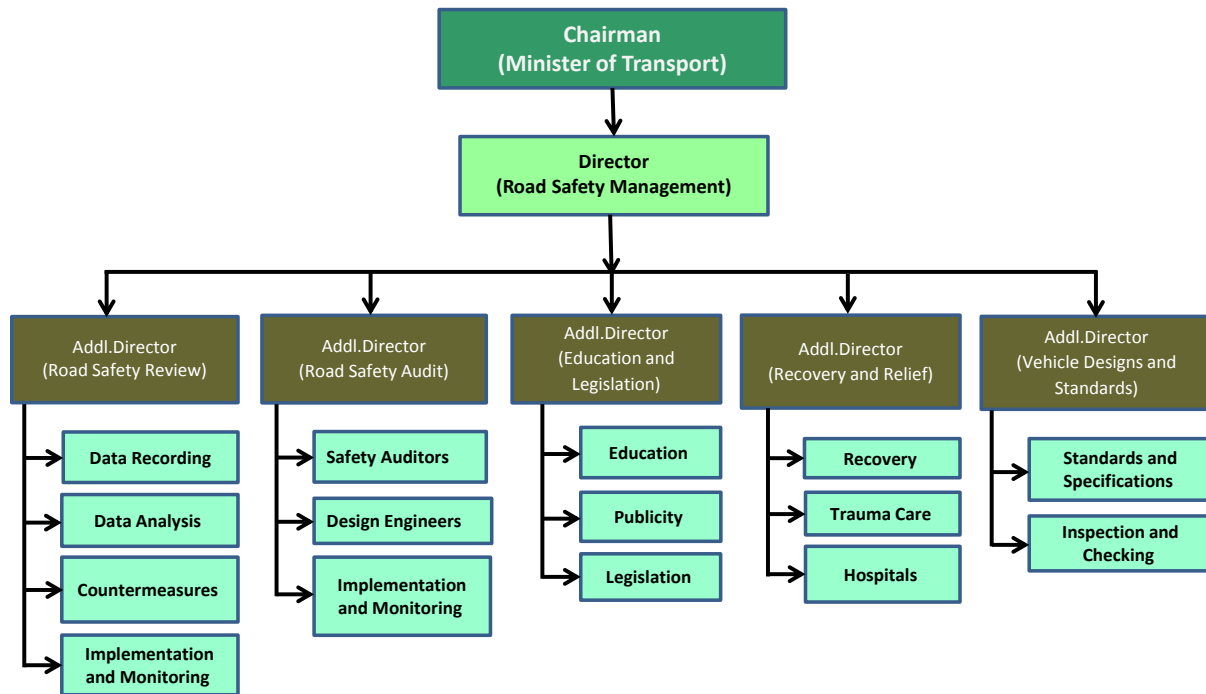 Chairman
(Minister of Transport)
Director
(Road Safety Management)
Addl.Director
(Road Safety Review)
Addl.Director
(Road Safety Audit)
Addl.Director
(Education and
Legislation)
Addl.Director
(Recovery and Relief)
Addl.Director
(Vehicle Designs and
Standards)
Data Recording
Data Analysis
Countermeasures
Implementation
and Monitoring
Safety Auditors
Design Engineers
Implementation
and Monitoring
Education
Publicity
Legislation
Recovery
Trauma Care
Hospitals
Standards and
Specifications
Inspection and
Checking